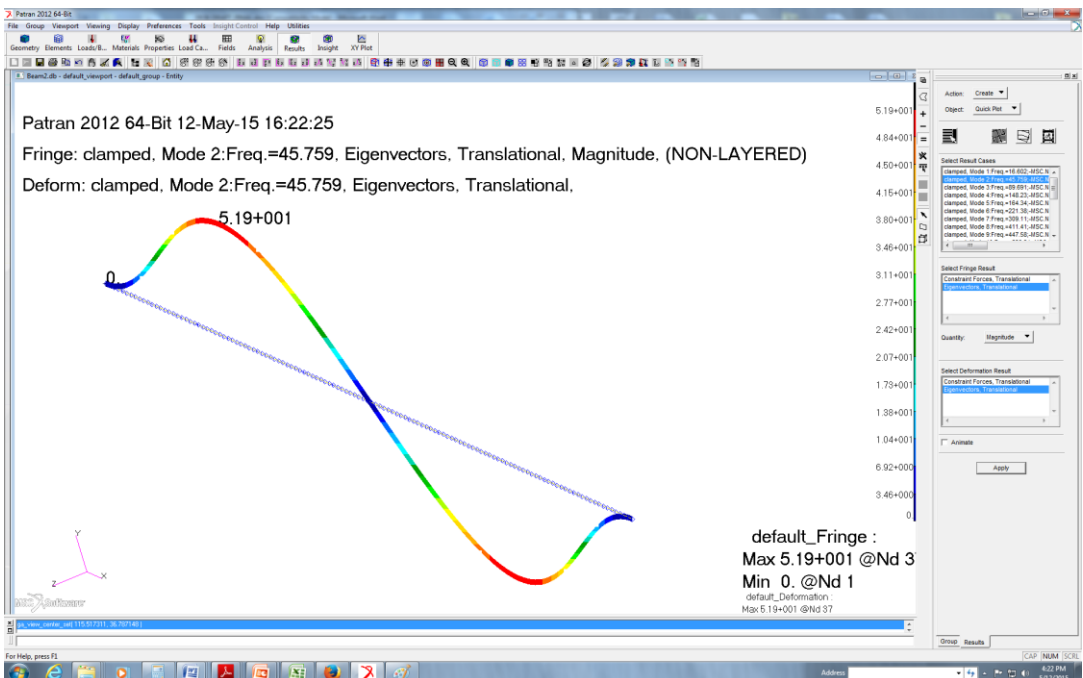 Patran 2012 64-Bit
File Group Viewport Viewing Display Preferences Tools Insight Control Help Utilities
Geometry Elements Loads/B... Materials Properties Load Ca... Fields Analysis Results Insight XY Plot
Beam2.db - default_viewport - default_group - Entity
Patran 2012 64-Bit 12-May-15 16:22:25
Fringe: clamped, Mode 2:Freq.=45.759, Eigenvectors, Translational, Magnitude, (NON-LAYERED)
Deform: clamped, Mode 2:Freq.=45.759, Eigenvectors, Translational,
5.19+001
0.
5.19+001
4.84+001
4.50+001
4.15+001
3.80+001
3.46+001
3.11+001
2.77+001
2.42+001
2.07+001
1.73+001
1.38+001
1.04+001
6.92+000
3.46+000
0
default_Fringe :
Max 5.19+001 @Nd 3
Min 0. @Nd 1
default_Deformation :
Max 5.19+001 @Nd 37
Y
Z
X
MSC Software
Action: Create
Object: Quick Plot
Select Result Cases
clamped, Mode 1:Freq.=16.602,-MSC.N
clamped, Mode 2:Freq.=45.759,-MSC.N
clamped, Mode 3:Freq.=89.691,-MSC.N
clamped, Mode 4:Freq.=148.23,-MSC.N
clamped, Mode 5:Freq.=164.34,-MSC.N
clamped, Mode 6:Freq.=221.38,-MSC.N
clamped, Mode 7:Freq.=309.11,-MSC.N
clamped, Mode 8:Freq.=411.41,-MSC.N
clamped, Mode 9:Freq.=447.58,-MSC.N
Select Fringe Result
Constraint Forces, Translational
Eigenvectors, Translational
Quantity: Magnitude
Select Deformation Result
Constraint Forces, Translational
Eigenvectors, Translational
Animate
Apply
Group Results
ga_view_center_set( 115.517311, 36.707148 )
For Help, press F1
CAP NUM SCRL
Address
4:22 PM
5/12/2015